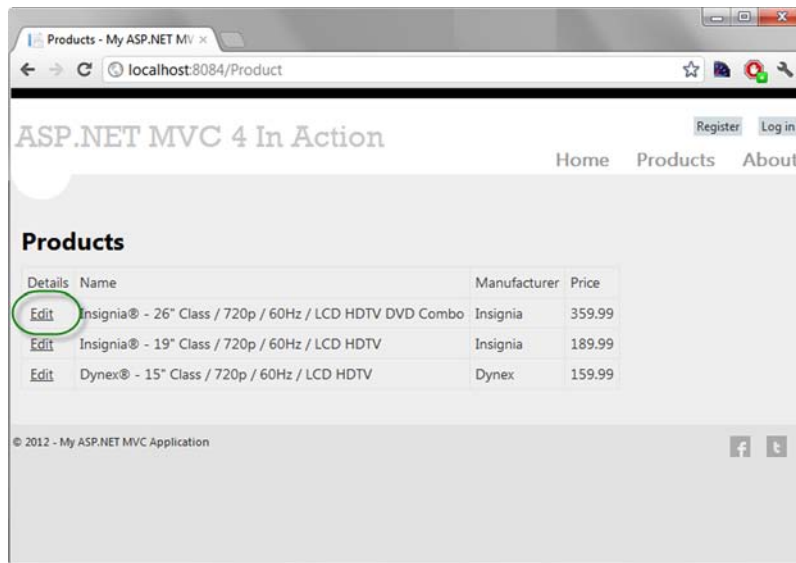 Products - My ASP.NET MV
localhost:8084/Product
ASP.NET MVC 4 In Action
Register Log in
Home Products About
Products
Details Name Manufacturer Price
Edit Insignia® - 26" Class / 720p / 60Hz / LCD HDTV DVD Combo Insignia 359.99
Edit Insignia® - 19" Class / 720p / 60Hz / LCD HDTV Insignia 189.99
Edit Dynex® - 15" Class / 720p / 60Hz / LCD HDTV Dynex 159.99
© 2012 - My ASP.NET MVC Application
f t